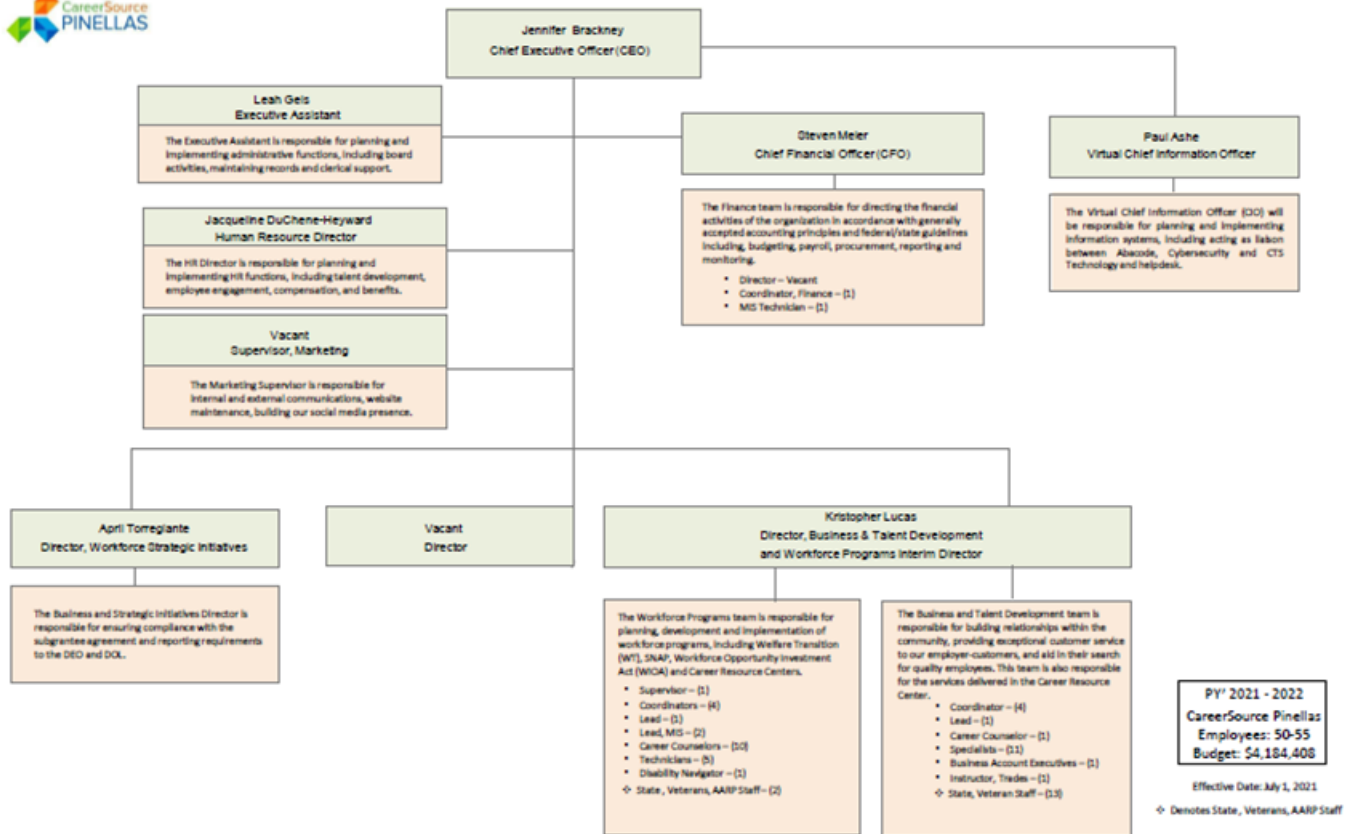 CareerSource
PINELLAS
Jennifer Brackney
Chief Executive Officer (CEO)
Leah Geis
Executive Assistant
The Executive Assistant is responsible for planning and
implementing administrative functions, including board
activities, maintaining records and clerical support.
Steven Meier
Chief Financial Officer (CFO)
The Finance team is responsible for directing the financial
activities of the organization in accordance with generally
accepted accounting principles and federal/state guidelines
including, budgeting, payroll, procurement, reporting and
monitoring.
▪ Director – Vacant
▪ Coordinator, Finance – (1)
▪ MIS Technician – (1)
Paul Ashe
Virtual Chief Information Officer
The Virtual Chief Information Officer (CIO) will
be responsible for planning and implementing
information systems, including acting as liaison
between Abacode, Cybersecurity and CTS
Technology and helpdesk.
Jacqueline DuChene-Heyward
Human Resource Director
The HR Director is responsible for planning and
implementing HR functions, including talent development,
employee engagement, compensation, and benefits.
Vacant
Supervisor, Marketing
The Marketing Supervisor is responsible for
internal and external communications, website
maintenance, building our social media presence.
April Torregiante
Director, Workforce Strategic Initiatives
The Business and Strategic Initiatives Director is
responsible for ensuring compliance with the
subgrantee agreement and reporting requirements
to the DEO and DOL.
Vacant
Director
Kristopher Lucas
Director, Business & Talent Development
and Workforce Programs Interim Director
The Workforce Programs team is responsible for
planning, development and implementation of
workforce programs, including Welfare Transition
(WT), SNAP, Workforce Opportunity Investment
Act (WIOA) and Career Resource Centers.
▪ Supervisor – (1)
▪ Coordinators – (4)
▪ Lead – (1)
▪ Lead, MIS – (2)
▪ Career Counselors – (10)
▪ Technicians – (5)
▪ Disability Navigator – (1)
❖ State , Veterans, AARP Staff – (2)
The Business and Talent Development team is
responsible for building relationships within the
community, providing exceptional customer service
to our employer-customers, and aid in their search
for quality employees. This team is also responsible
for the services delivered in the Career Resource
Center.
▪ Coordinator – (4)
▪ Lead – (1)
▪ Career Counselor – (1)
▪ Specialists – (11)
▪ Business Account Executives – (1)
▪ Instructor, Trades – (1)
❖ State, Veteran Staff – (13)
PY' 2021 - 2022
CareerSource Pinellas
Employees: 50-55
Budget: $4,184,408
Effective Date: July 1, 2021
❖ Denotes State , Veterans, AARP Staff